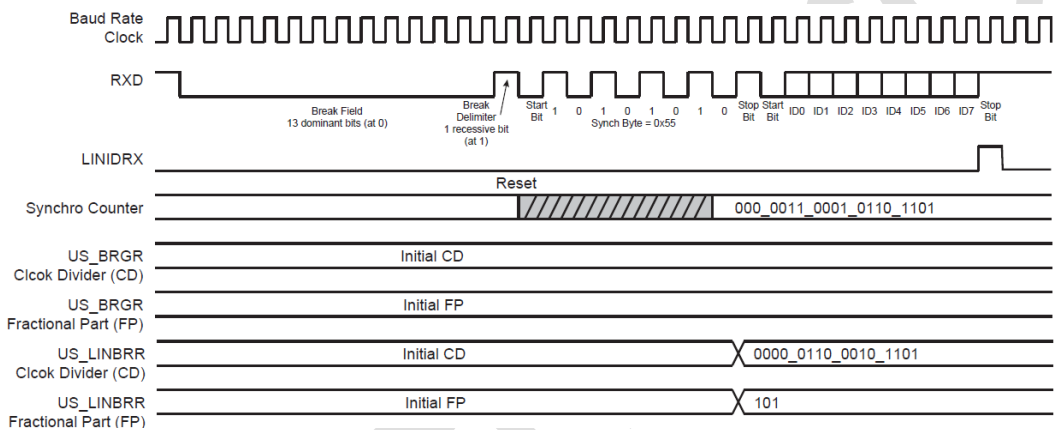 Baud Rate
Clock
RXD
Break Field
13 dominant bits (at 0)
Break
Delimiter
1 recessive bit
(at 1)
Start
Bit
1 0 1 0 1 0 1 0
Synch Byte = 0x55
Stop
Bit
Start
Bit
ID0 ID1 ID2 ID3 ID4 ID5 ID6 ID7
Stop
Bit
LINIDRX
Reset
Synchro Counter
000_0011_0001_0110_1101
US_BRGR
Clcok Divider (CD)
Initial CD
US_BRGR
Fractional Part (FP)
Initial FP
US_LINBRR
Clcok Divider (CD)
Initial CD
0000_0110_0010_1101
US_LINBRR
Fractional Part (FP)
Initial FP
101